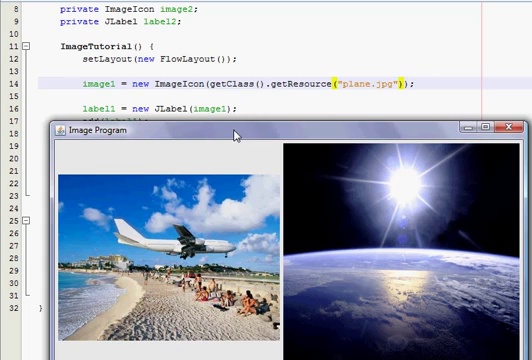 8 private ImageIcon image2;
9 private JLabel label2;
10
11 ImageTutorial() {
12 setLayout(new FlowLayout());
13
14 image1 = new ImageIcon(getClass().getResource("plane.jpg"));
15
16 label1 = new JLabel(image1);
17
18
Image Program
19
20
21
22
23
24
25
26
27
28
29
30
31
32 }